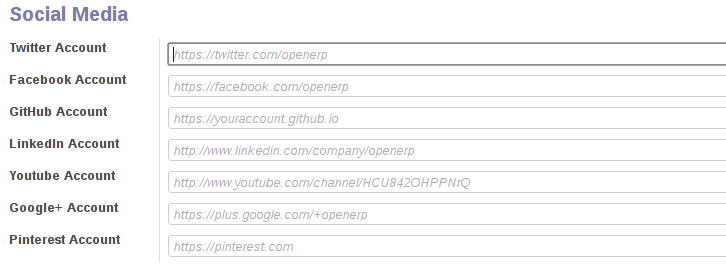 Social Media
Twitter Account
https://twitter.com/openerp
Facebook Account
https://facebook.com/openerp
GitHub Account
https://youraccount.github.io
LinkedIn Account
http://www.linkedin.com/company/openerp
Youtube Account
http://www.youtube.com/channel/HCU842OHPPNrQ
Google+ Account
https://plus.google.com/+openerp
Pinterest Account
https://pinterest.com